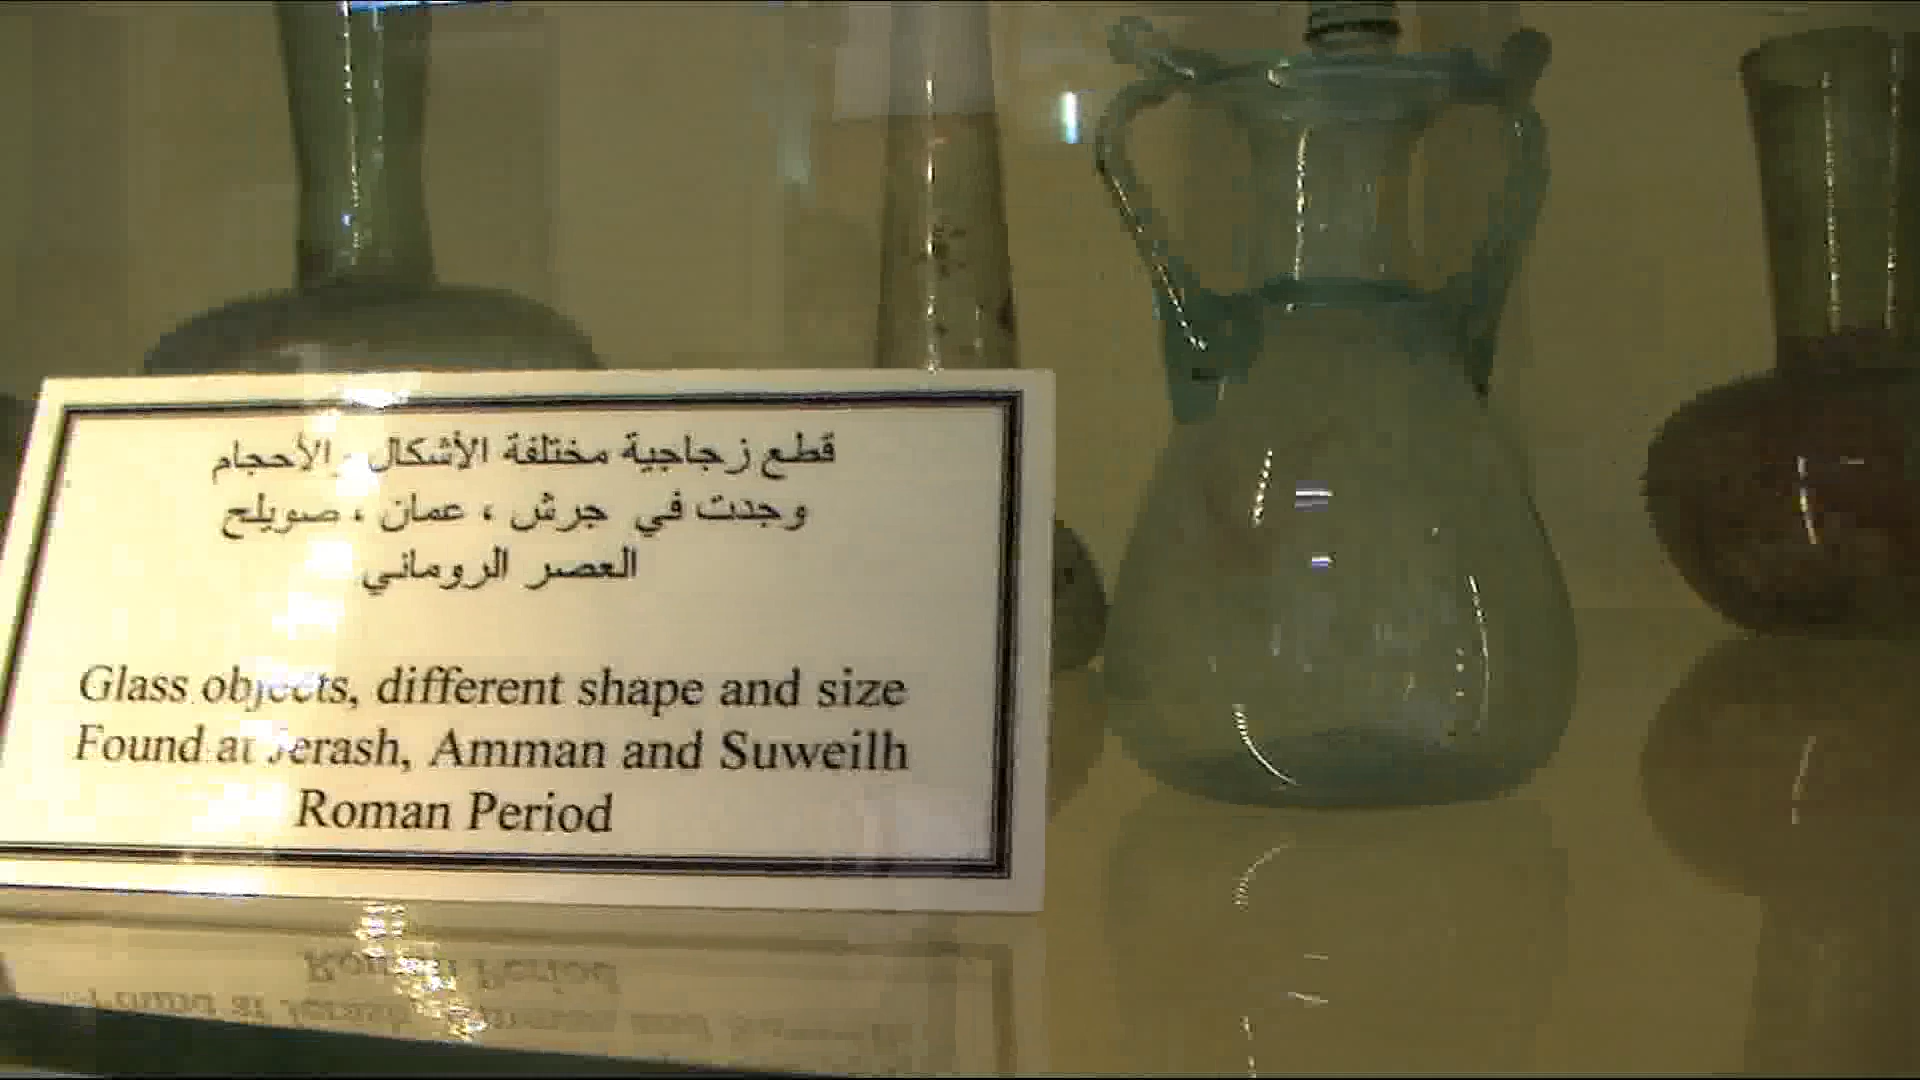 قطع زجاجية مختلفة الأشكال والأحجام
وجدت في جرش ، عمان ، صويلح
العصر الروماني
Glass objects, different shape and size
Found at Jerash, Amman and Suweilh
Roman Period